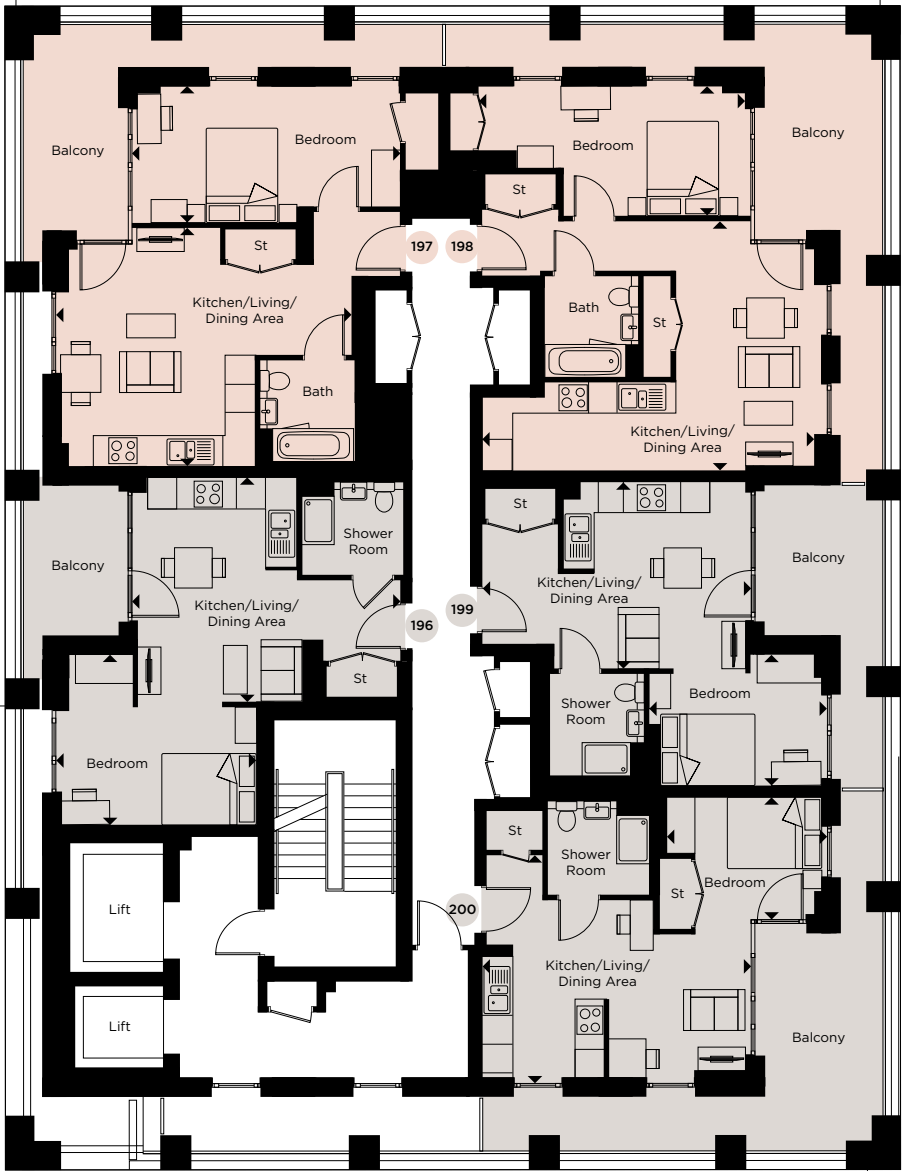 Balcony
Bedroom
Bedroom
Balcony
St
197
198
St
Kitchen/Living/
Dining Area
Bath
St
Bath
Kitchen/Living/
Dining Area
Balcony
Shower
Room
Kitchen/Living/
Dining Area
196
St
Bedroom
St
Kitchen/Living/
Dining Area
Balcony
199
Shower
Room
Bedroom
St
Shower
Room
Bedroom
St
200
Kitchen/Living/
Dining Area
Balcony
Lift
Lift